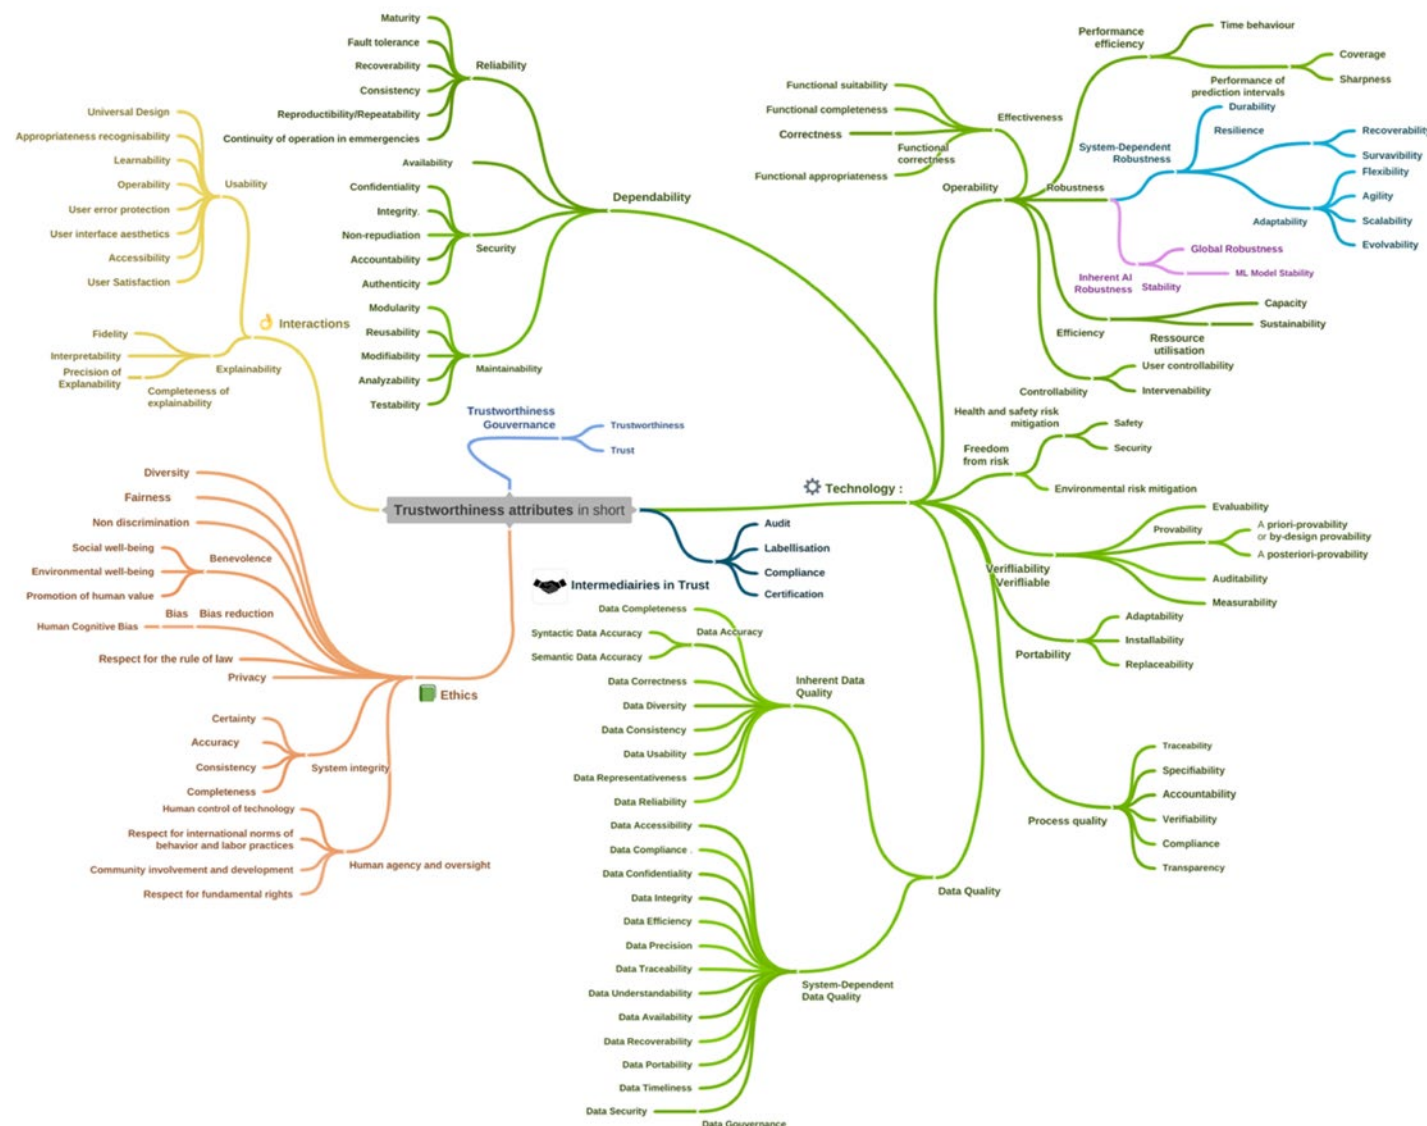 Maturity
Fault tolerance
Recoverability
Consistency
Reproductibility/Repeatability
Continuity of operation in emmergencies
Reliability
Availability
Confidentiality
Integrity.
Non-repudiation
Accountability
Authenticity
Security
Modularity
Reusability
Modifiability
Analyzability
Testability
Maintainability
Dependability
Universal Design
Appropriateness recognisability
Learnability
Operability
User error protection
User interface aesthetics
Accessibility
User Satisfaction
Usability
Interactions
Fidelity
Interpretability
Precision of
Explanability
Completeness of
explainability
Explainability
Trustworthiness
Gouvernance
Trustworthiness
Trust
Trustworthiness attributes in short
Diversity
Fairness
Non discrimination
Social well-being
Environmental well-being
Promotion of human value
Benevolence
Bias
Bias reduction
Human Cognitive Bias
Respect for the rule of law
Privacy
Ethics
Certainty
Accuracy
Consistency
Completeness
System integrity
Human control of technology
Respect for international norms of
behavior and labor practices
Community involvement and development
Respect for fundamental rights
Human agency and oversight
Audit
Labellisation
Compliance
Certification
Intermediairies in Trust
Technology :
Functional suitability
Functional completeness
Correctness
Functional
correctness
Functional appropriateness
Effectiveness
Operability
Performance
efficiency
Time behaviour
Performance of
prediction intervals
Coverage
Sharpness
Robustness
System-Dependent
Robustness
Durability
Resilience
Recoverability
Survavibility
Adaptability
Flexibility
Agility
Scalability
Evolvability
Inherent AI
Robustness
Global Robustness
Stability
ML Model Stability
Efficiency
Capacity
Ressource
utilisation
Sustainability
Controllability
User controllability
Intervenability
Freedom
from risk
Health and safety risk
mitigation
Safety
Security
Environmental risk mitigation
Verifliability
Verifliable
Evaluability
Provability
A priori-provability
or by-design provability
A posteriori-provability
Auditability
Measurability
Portability
Adaptability
Installability
Replaceability
Process quality
Traceability
Specifiability
Accountability
Verifiability
Compliance
Transparency
Data Quality
Inherent Data
Quality
Data Completeness
Data Accuracy
Syntactic Data Accuracy
Semantic Data Accuracy
Data Correctness
Data Diversity
Data Consistency
Data Usability
Data Representativeness
Data Reliability
System-Dependent
Data Quality
Data Accessibility
Data Compliance .
Data Confidentiality
Data Integrity
Data Efficiency
Data Precision
Data Traceability
Data Understandability
Data Availability
Data Recoverability
Data Portability
Data Timeliness
Data Security
Data Gouvernance